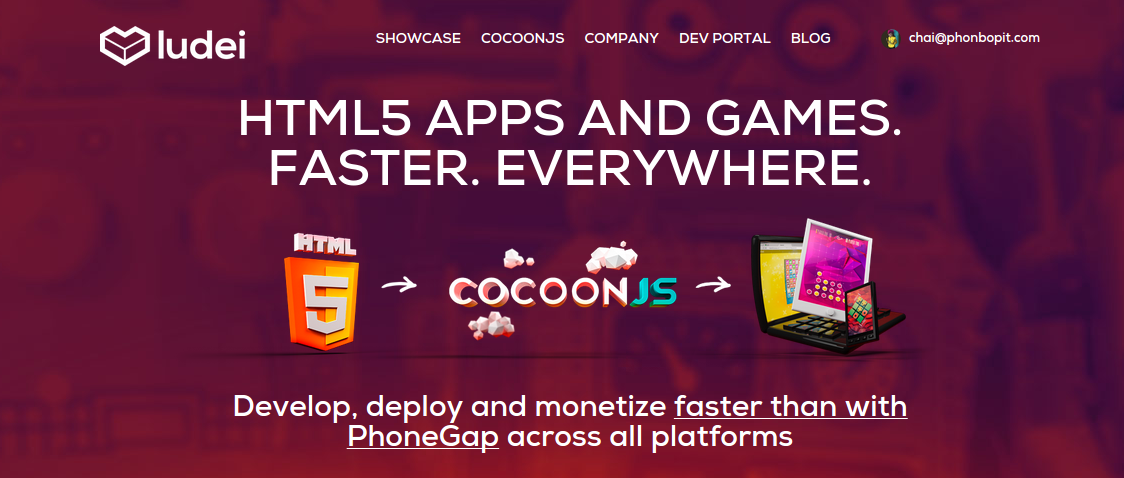 ludei
SHOWCASE COCOONJS COMPANY DEV PORTAL BLOG chai@phonbopit.com
HTML5 APPS AND GAMES.
FASTER. EVERYWHERE.
HTML
5
COCOONJS
Develop, deploy and monetize faster than with
PhoneGap across all platforms